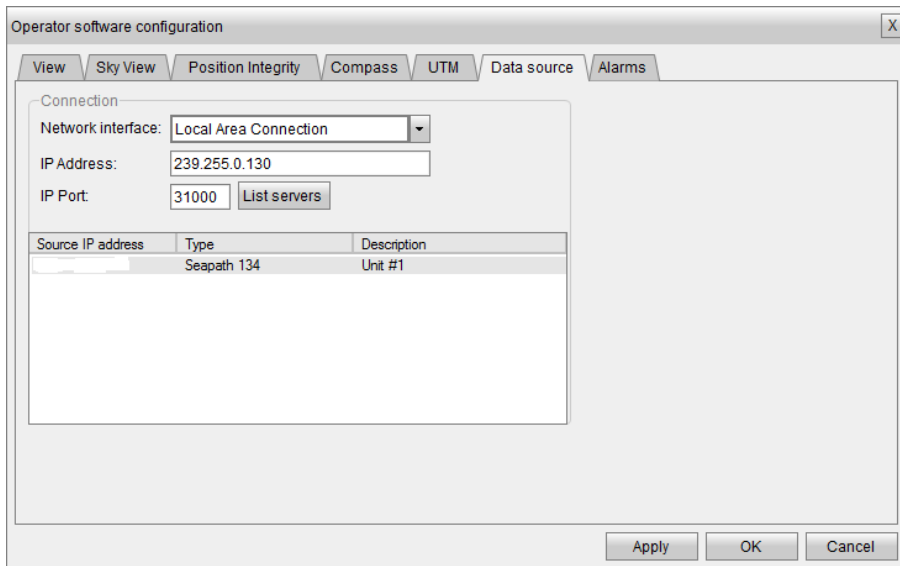 Operator software configuration X
View Sky View Position Integrity Compass UTM Data source Alarms
Connection
Network interface: Local Area Connection
IP Address: 239.255.0.130
IP Port: 31000 List servers
Source IP address Type Description
Seapath 134 Unit #1
Apply OK Cancel